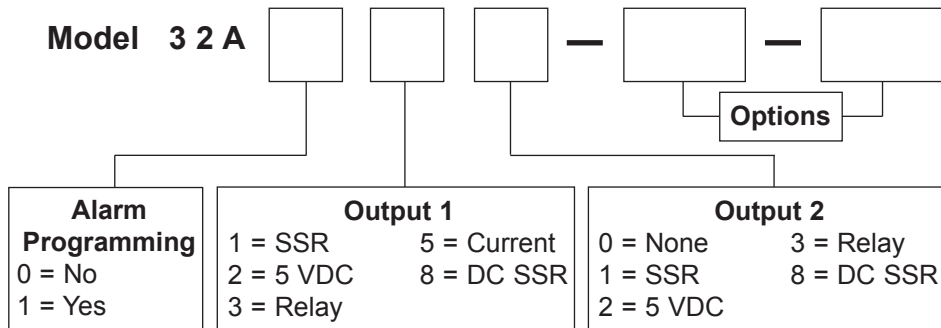 Model 3 2 A
Options
Alarm
Programming
0 = No
1 = Yes
Output 1
1 = SSR
2 = 5 VDC
3 = Relay
5 = Current
8 = DC SSR
Output 2
0 = None
1 = SSR
2 = 5 VDC
3 = Relay
8 = DC SSR